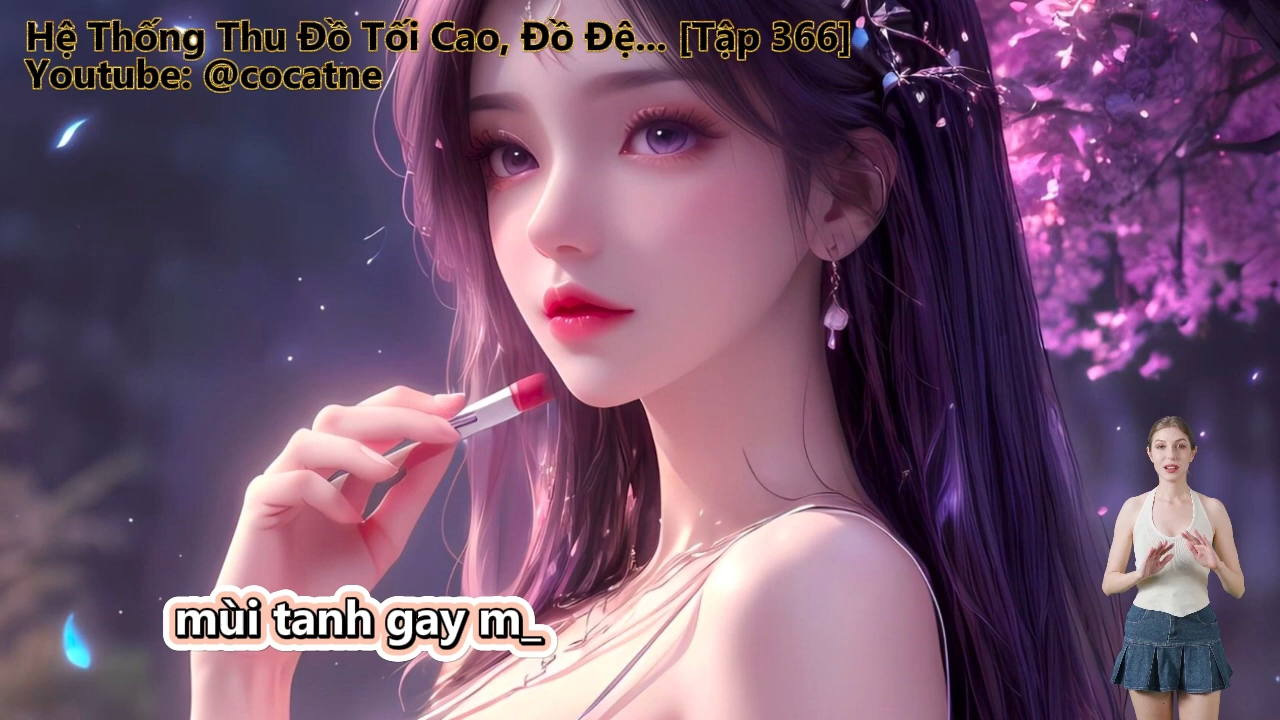 Hệ Thống Thu Đồ Tối Cao, Đồ Đệ... [Tập 366]
Youtube: @cocatne
mùi tanh gay m_